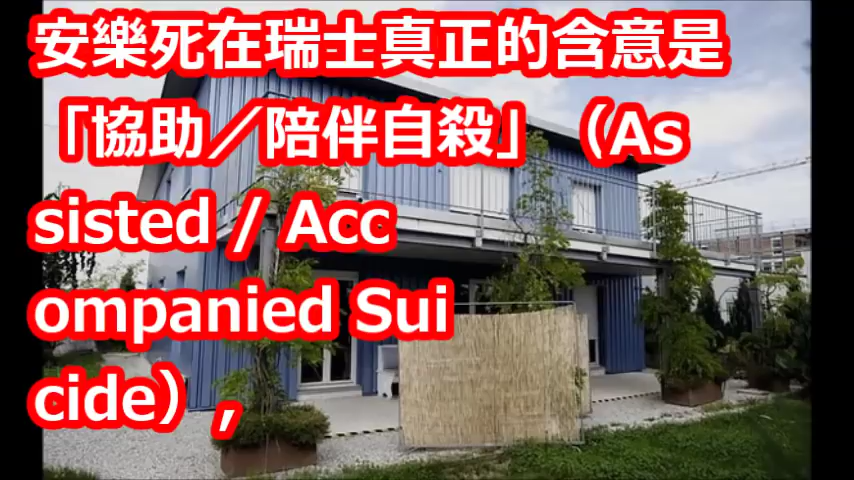 安樂死在瑞士真正的含意是
「協助／陪伴自殺」（As
sisted / Acc
ompanied Sui
cide）,